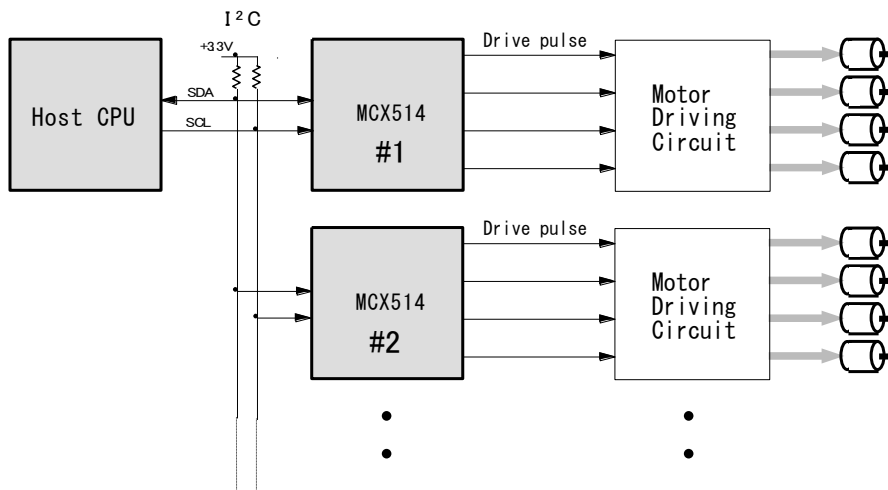 I²C
+3.3V
Host CPU
SDA
SCL
MCX514
#1
Drive pulse
Motor
Driving
Circuit
MCX514
#2
Drive pulse
Motor
Driving
Circuit